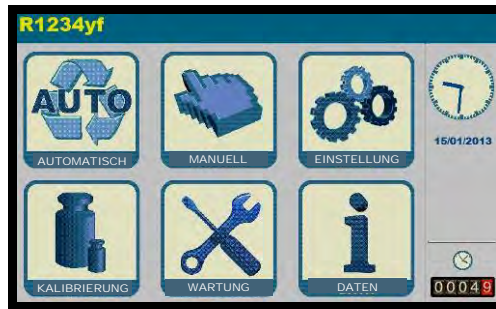 R1234yf
AUTO
AUTOMATISCH
MANUELL
EINSTELLUNG
15/01/2013
KALIBRIERUNG
WARTUNG
DATEN
00049